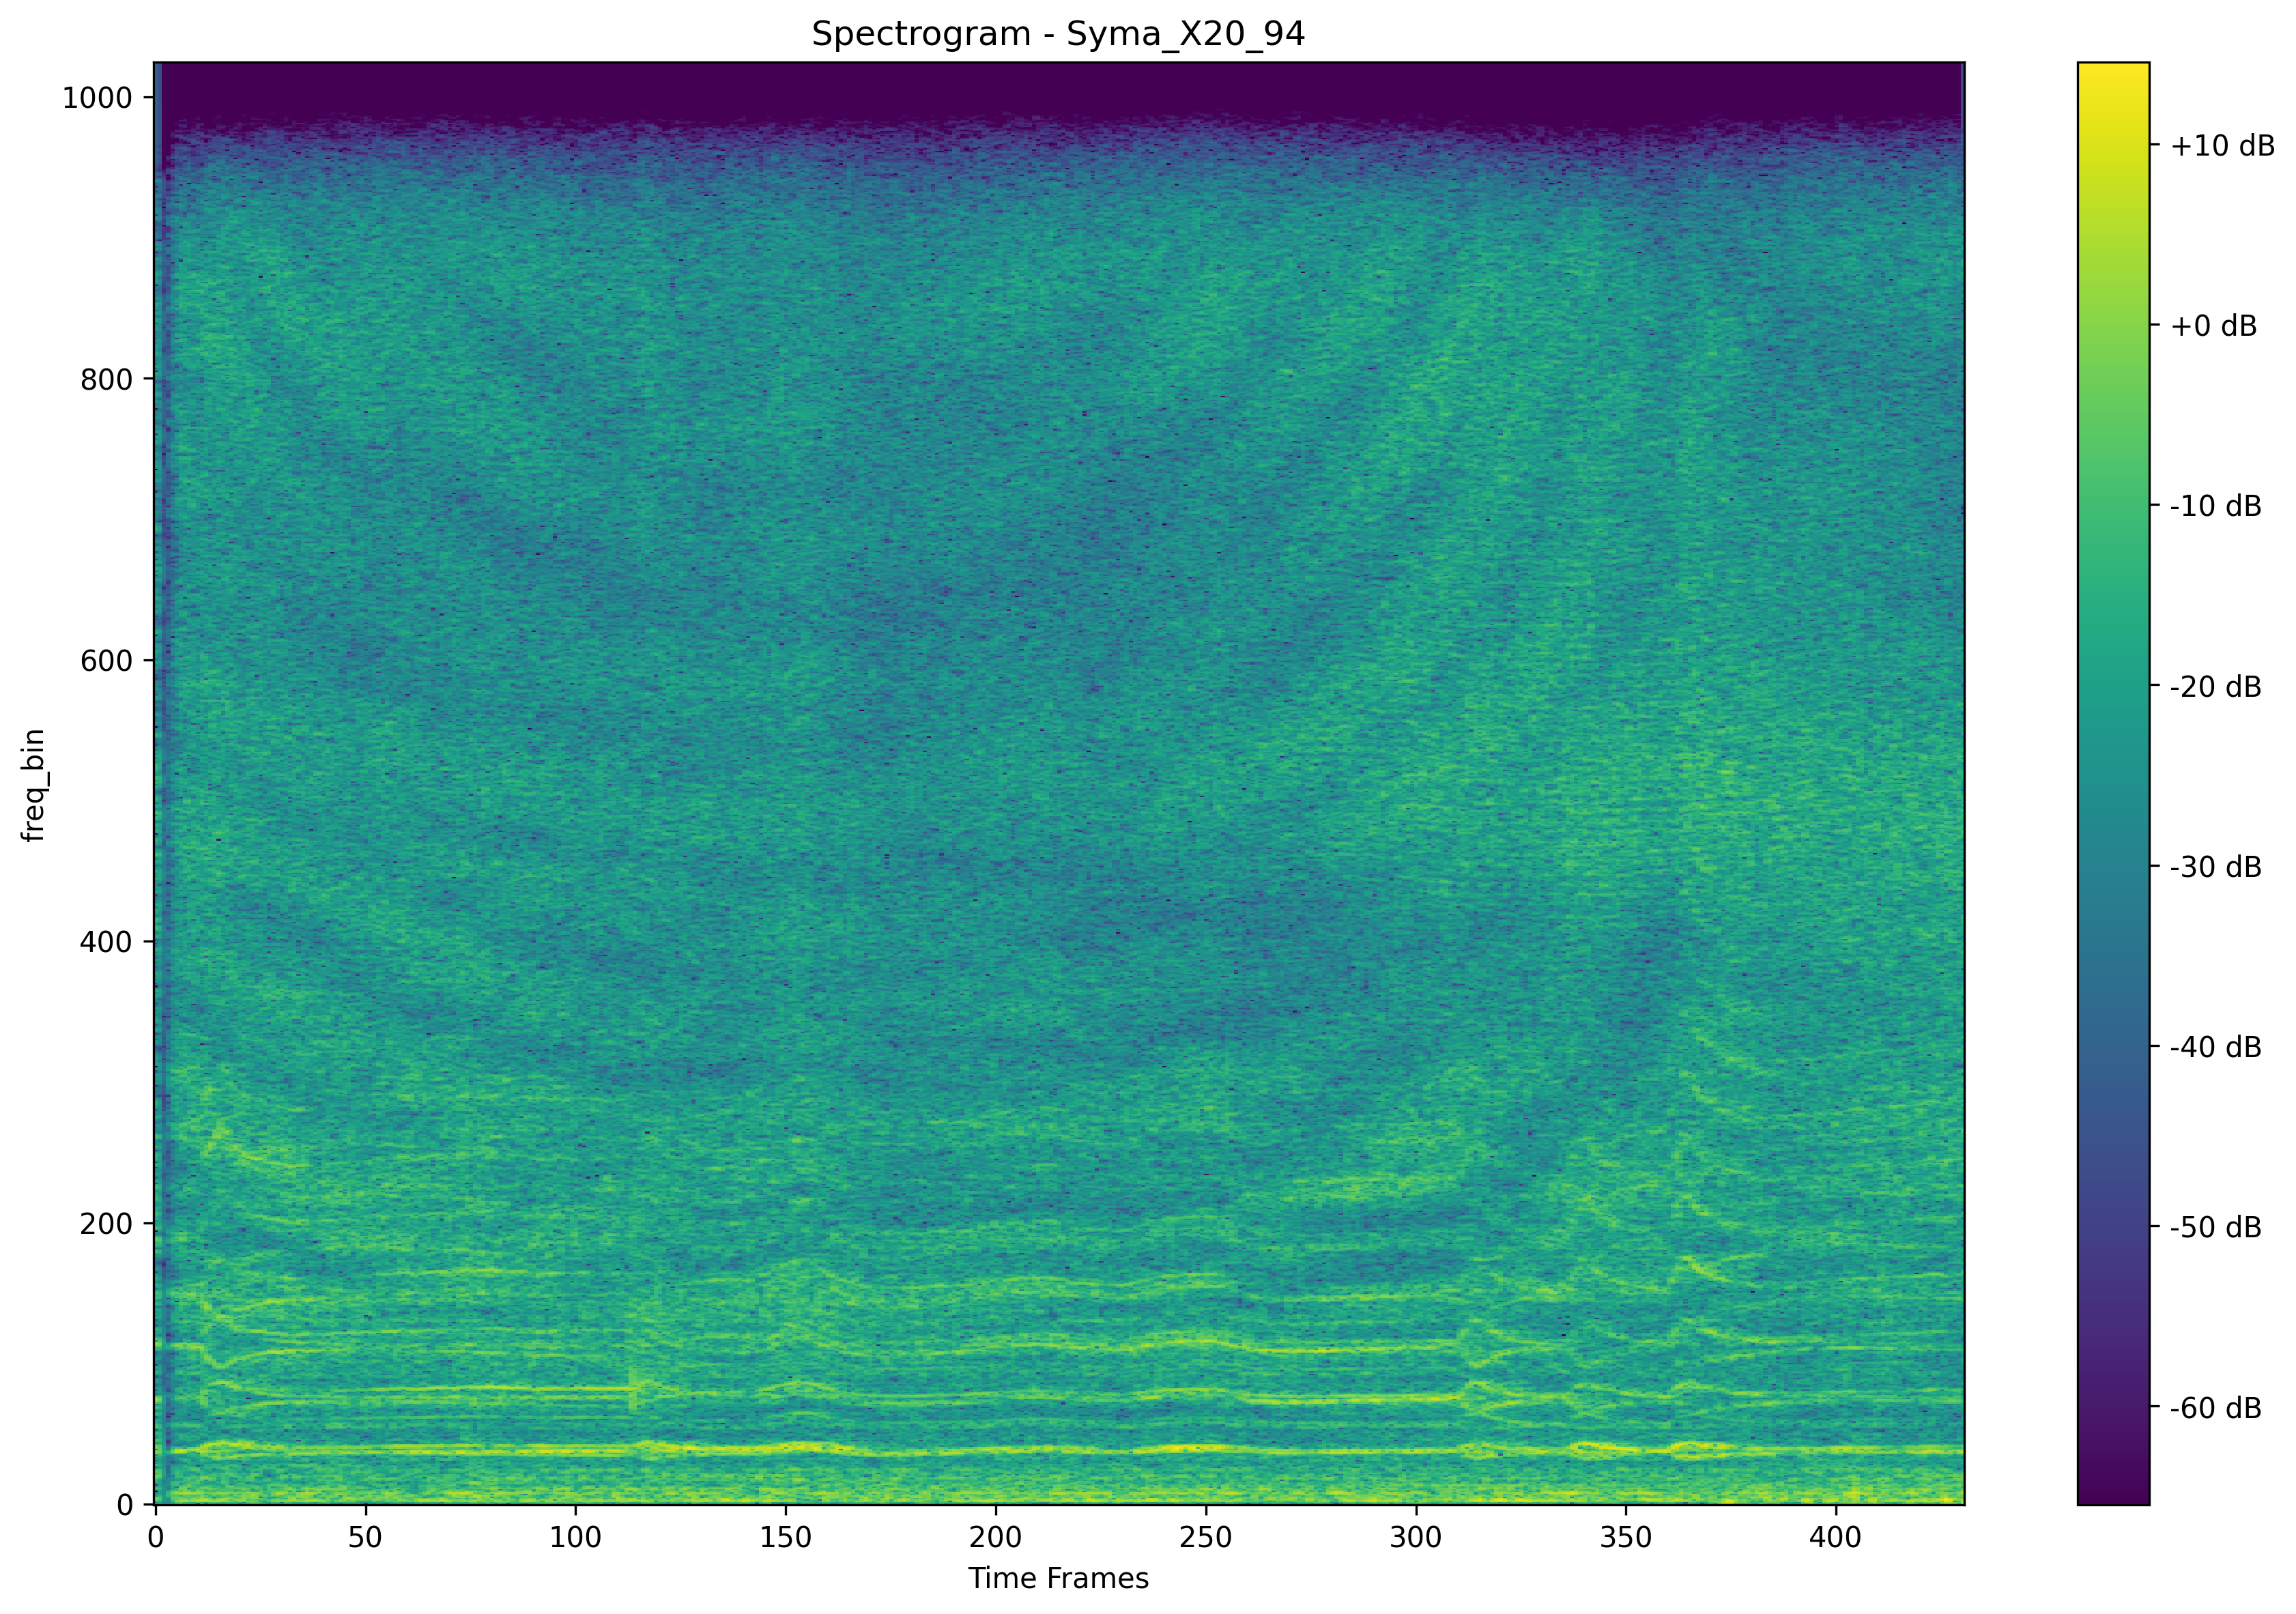 Spectrogram - Syma_X20_94
1000
800
600
400
200
0
freq_bin
0 50 100 150 200 250 300 350 400
Time Frames
+10 dB
+0 dB
-10 dB
-20 dB
-30 dB
-40 dB
-50 dB
-60 dB